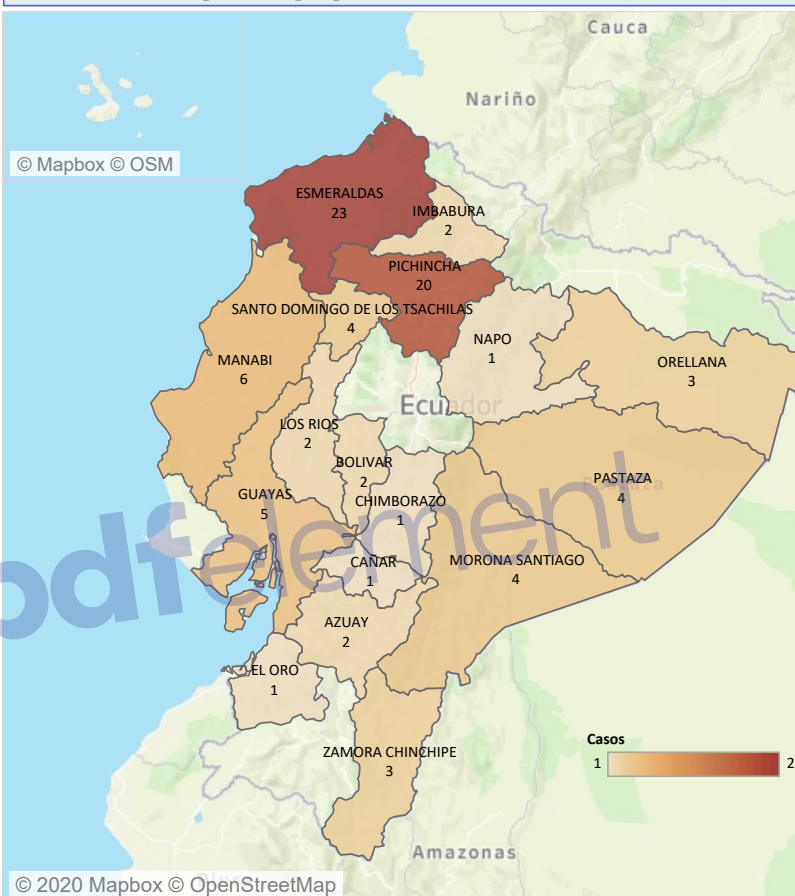 Cauca
Nariño
© Mapbox © OSM
ESMERALDAS
23
IMBABURA
2
PICHINCHA
20
SANTO DOMINGO DE LOS TSACHILAS
4
NAPO
1
MANABI
6
ORELLANA
3
Ecuador
LOS RIOS
2
BOLIVAR
2
PASTAZA
4
GUAYAS
5
CHIMBORAZO
1
pdfelement
CAÑAR
1
MORONA SANTIAGO
4
AZUAY
2
EL ORO
1
Casos
1
2
ZAMORA CHINCHIPE
3
Amazonas
© 2020 Mapbox © OpenStreetMap